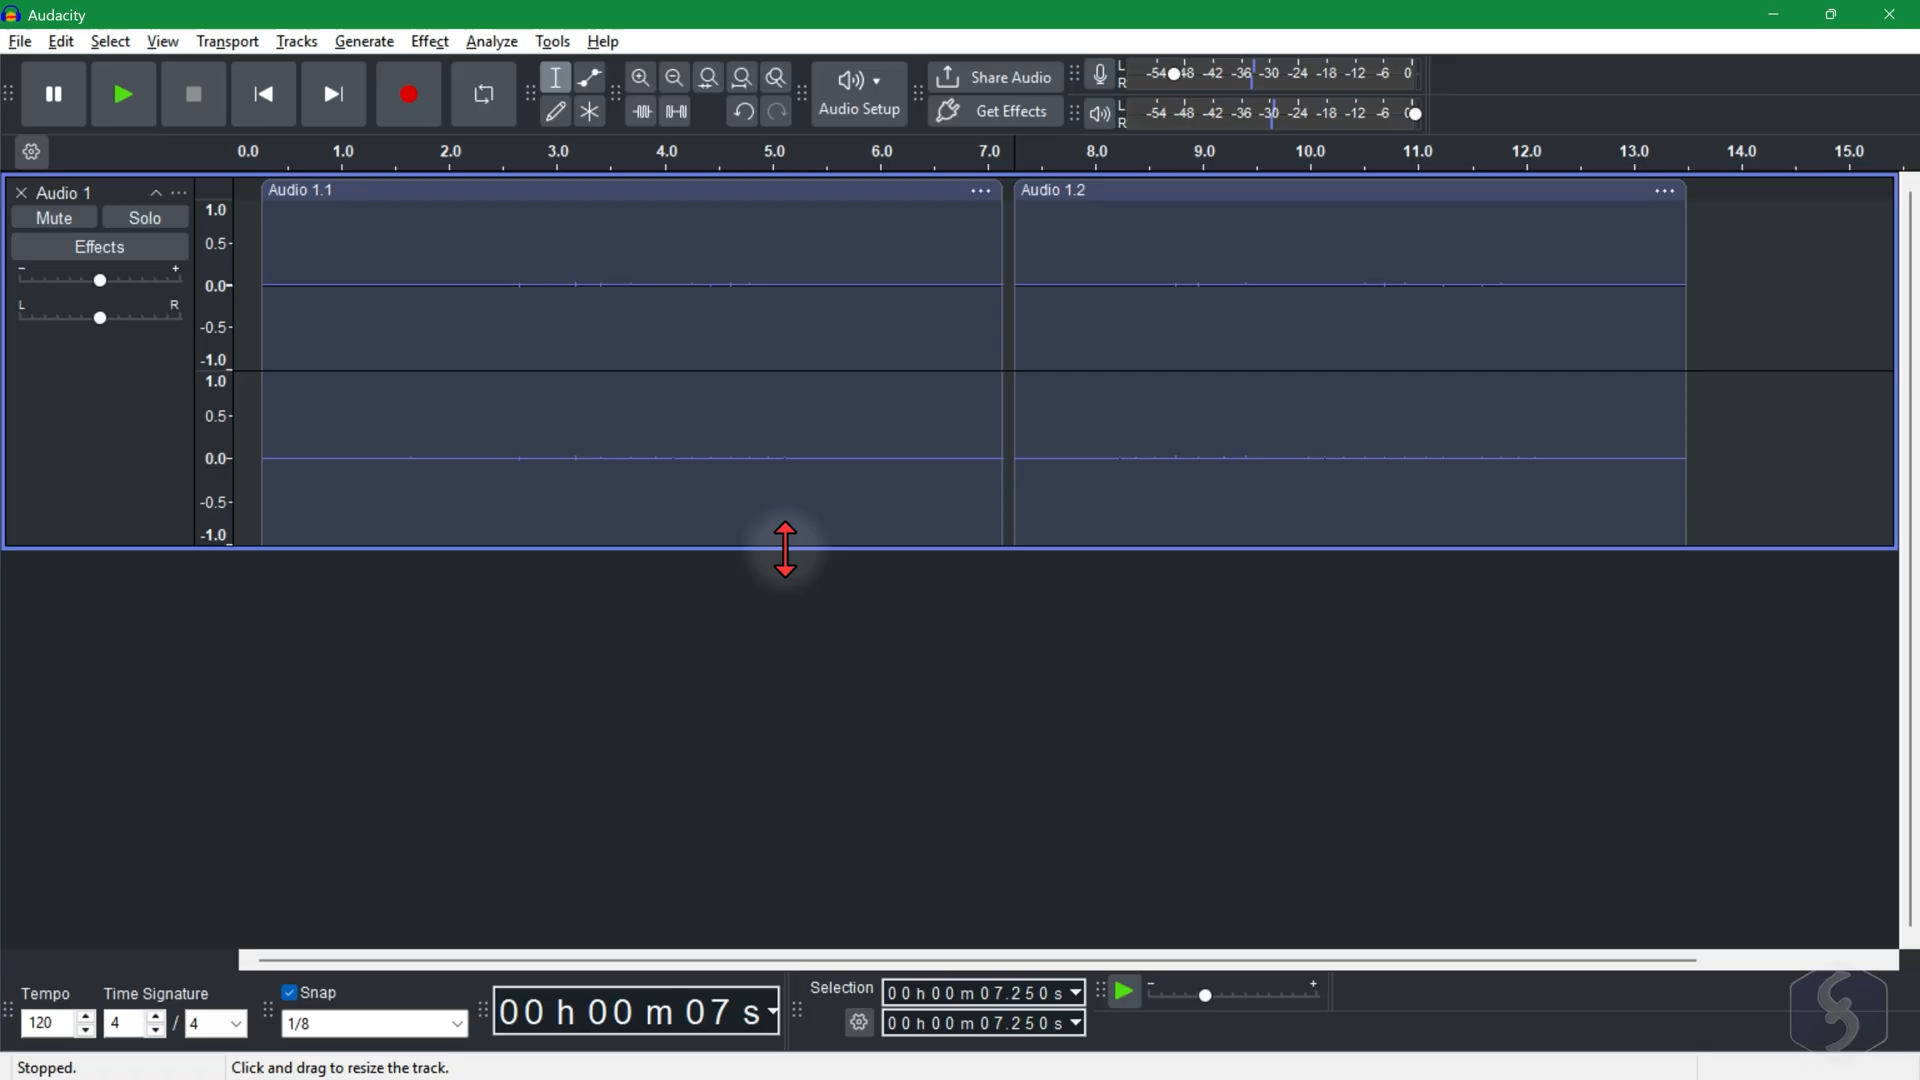 Audacity
File Edit Select View Transport Tracks Generate Effect Analyze Tools Help
Audio Setup
Share Audio
Get Effects
L
R
-54 -48 -42 -36 -30 -24 -18 -12 -6 0
L
R
-54 -48 -42 -36 -30 -24 -18 -12 -6 0
0.0 1.0 2.0 3.0 4.0 5.0 6.0 7.0 8.0 9.0 10.0 11.0 12.0 13.0 14.0 15.0
Audio 1
Mute Solo
Effects
- +
L R
1.0
0.5-
0.0-
-0.5-
-1.0
1.0
0.5-
0.0-
-0.5-
-1.0
Audio 1.1
Audio 1.2
Tempo
120
Time Signature
4 / 4
Snap
1/8
00 h 00 m 07 s
Selection
00 h 00 m 07.250 s
00 h 00 m 07.250 s
- +
Stopped.
Click and drag to resize the track.